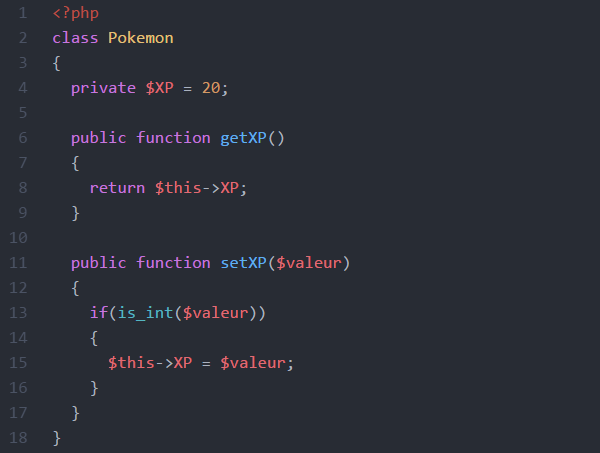 1 <?php
2 class Pokemon
3 {
4 private $XP = 20;
5
6 public function getXP()
7 {
8 return $this->XP;
9 }
10
11 public function setXP($valeur)
12 {
13 if(is_int($valeur))
14 {
15 $this->XP = $valeur;
16 }
17 }
18 }